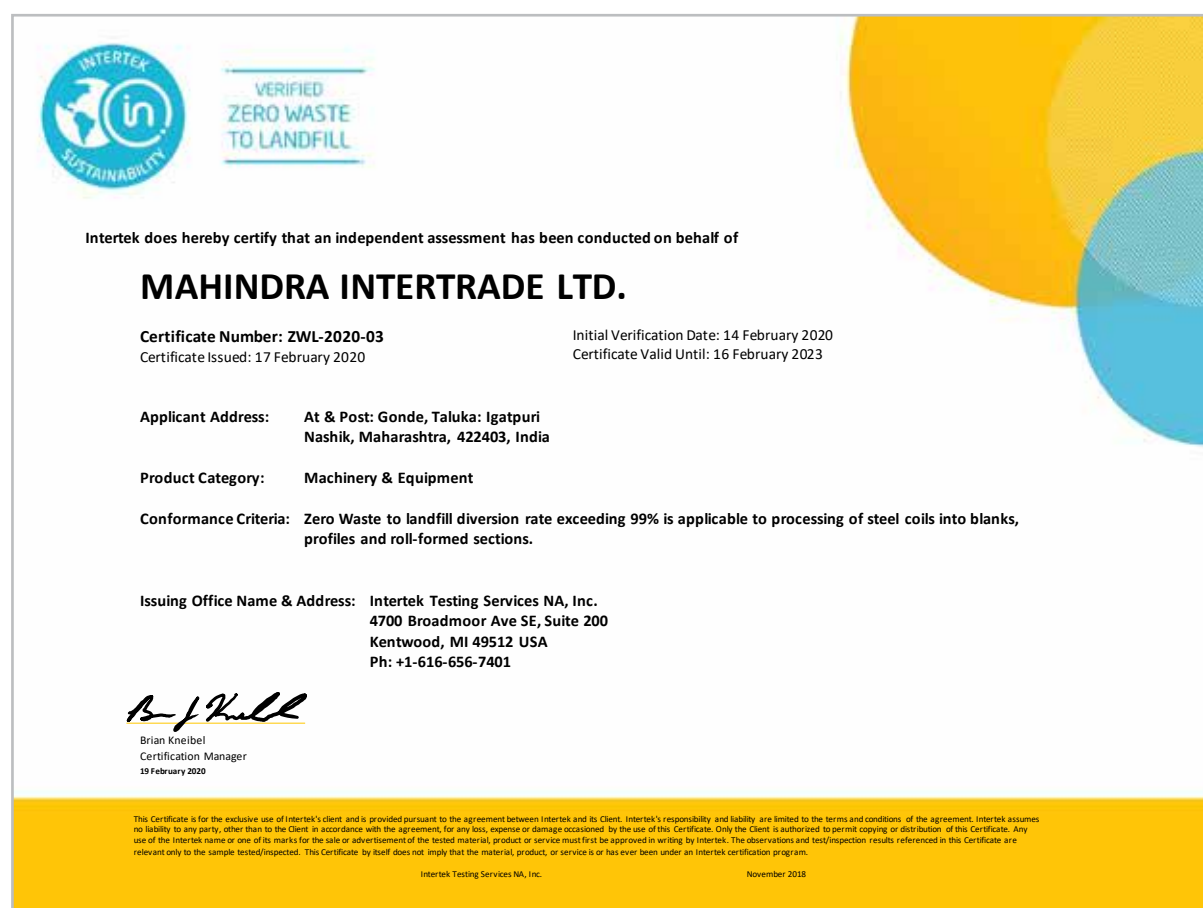 INTERTEK
in.
SUSTAINABILITY
VERIFIED
ZERO WASTE
TO LANDFILL
Intertek does hereby certify that an independent assessment has been conducted on behalf of
MAHINDRA INTERTRADE LTD.
Certificate Number: ZWL-2020-03
Certificate Issued: 17 February 2020
Initial Verification Date: 14 February 2020
Certificate Valid Until: 16 February 2023
Applicant Address: At & Post: Gonde, Taluka: Igatpuri
Nashik, Maharashtra, 422403, India
Product Category: Machinery & Equipment
Conformance Criteria: Zero Waste to landfill diversion rate exceeding 99% is applicable to processing of steel coils into blanks,
profiles and roll-formed sections.
Issuing Office Name & Address: Intertek Testing Services NA, Inc.
4700 Broadmoor Ave SE, Suite 200
Kentwood, MI 49512 USA
Ph: +1-616-656-7401
Brian Kneibel
Certification Manager
19 February 2020
This Certificate is for the exclusive use of Intertek's client and is provided pursuant to the agreement between Intertek and its Client. Intertek's responsibility and liability are limited to the terms and conditions of the agreement. Intertek assumes
no liability to any party, other than to the Client in accordance with the agreement, for any loss, expense or damage occasioned by the use of this Certificate. Only the Client is authorized to permit copying or distribution of this Certificate. Any
use of the Intertek name or one of its marks for the sale or advertisement of the tested material, product or service must first be approved in writing by Intertek. The observations and test/inspection results referenced in this Certificate are
relevant only to the sample tested/inspected. This Certificate by itself does not imply that the material, product, or service is or has ever been under an Intertek certification program.
Intertek Testing Services NA, Inc.
November 2018